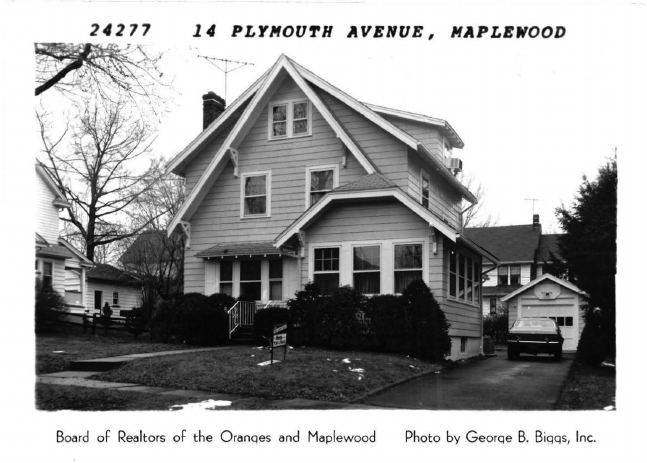 24277 14 PLYMOUTH AVENUE, MAPLEWOOD
Board of Realtors of the Oranges and Maplewood Photo by George B. Biggs, Inc.